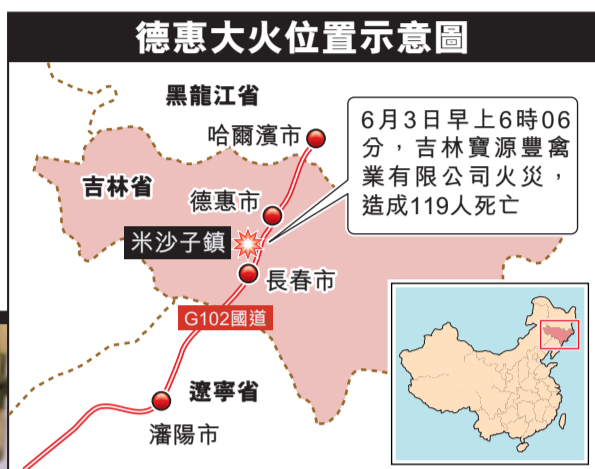 德惠大火位置示意圖
黑龍江省
哈爾濱市
6月3日早上6時06
分，吉林寶源豐禽
業有限公司火災，
造成119人死亡
吉林省
德惠市
米沙子鎮
長春市
G102國道
遼寧省
瀋陽市